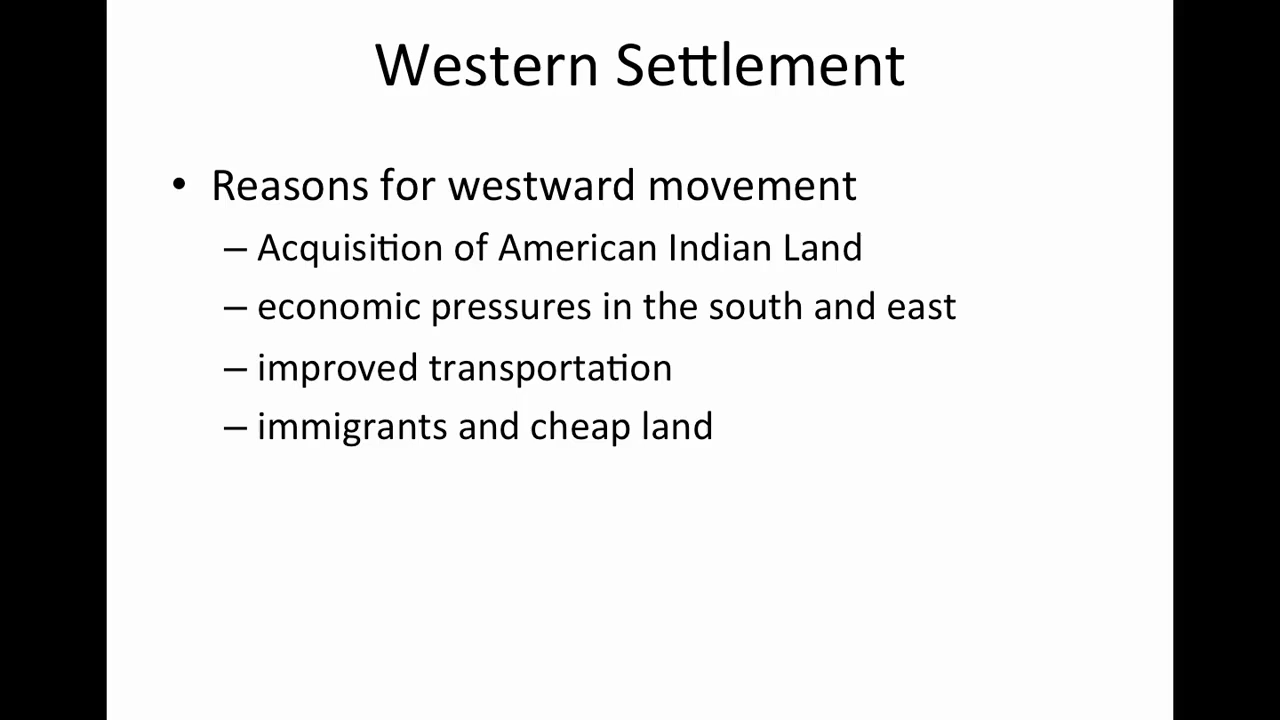 Western Settlement
• Reasons for westward movement
– Acquisition of American Indian Land
– economic pressures in the south and east
– improved transportation
– immigrants and cheap land